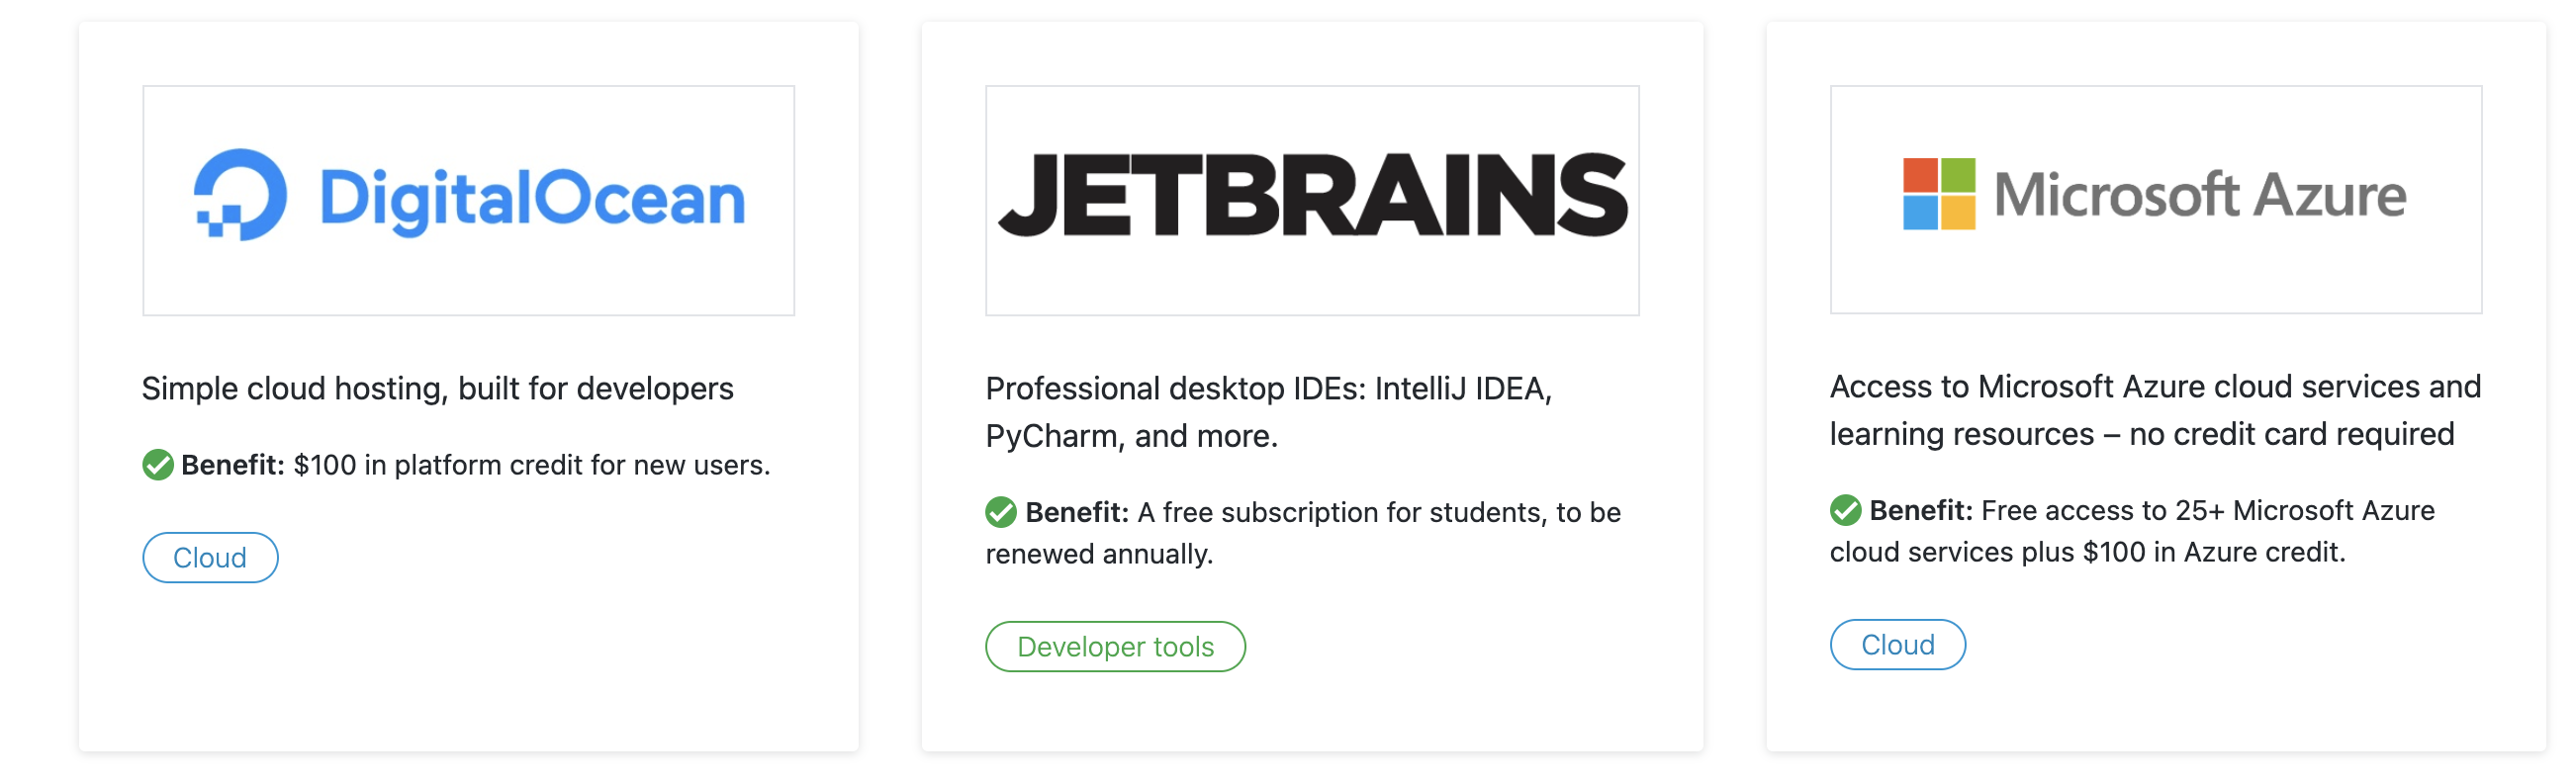 DigitalOcean
Simple cloud hosting, built for developers
Benefit: $100 in platform credit for new users.
Cloud
JETBRAINS
Professional desktop IDEs: IntelliJ IDEA,
PyCharm, and more.
Benefit: A free subscription for students, to be
renewed annually.
Developer tools
Microsoft Azure
Access to Microsoft Azure cloud services and
learning resources – no credit card required
Benefit: Free access to 25+ Microsoft Azure
cloud services plus $100 in Azure credit.
Cloud